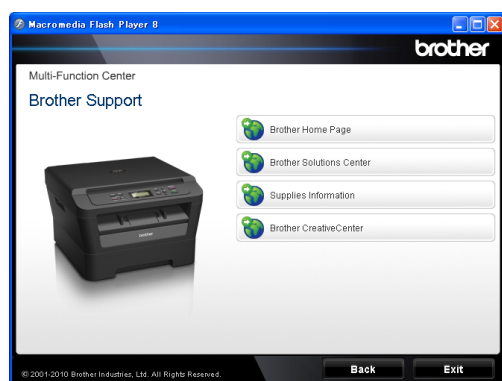 Macromedia Flash Player 8
brother
Multi-Function Center
Brother Support
Brother Home Page
Brother Solutions Center
Supplies Information
Brother CreativeCenter
brother
© 2001-2010 Brother Industries, Ltd. All Rights Reserved.
Back
Exit